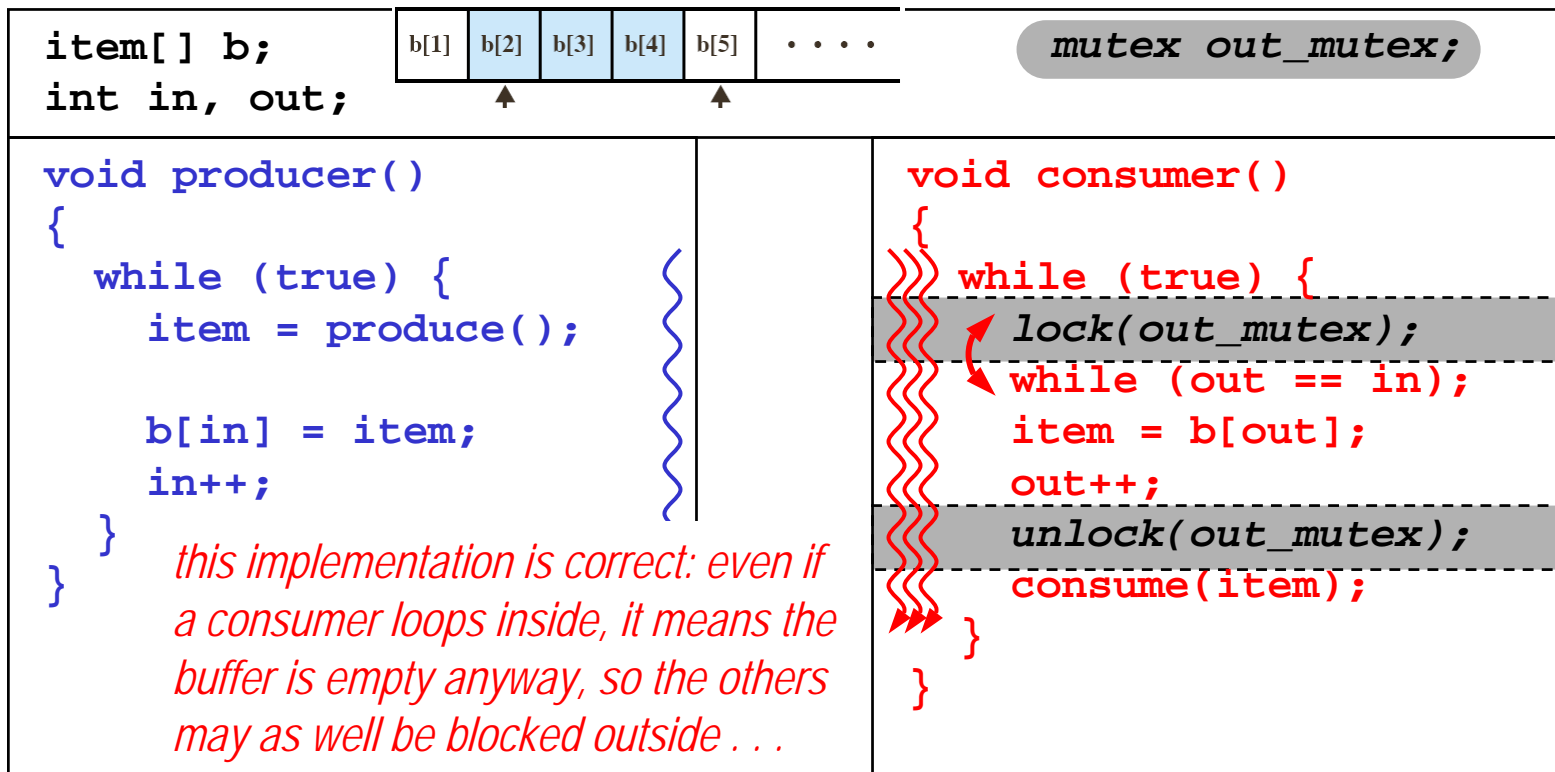 item[] b;
int in, out;
b[1] b[2] b[3] b[4] b[5] . . . .
mutex out_mutex;
void producer()
{
while (true) {
item = produce();
b[in] = item;
in++;
}
}
this implementation is correct: even if
a consumer loops inside, it means the
buffer is empty anyway, so the others
may as well be blocked outside . . .
void consumer()
{
while (true) {
lock(out_mutex);
while (out == in);
item = b[out];
out++;
unlock(out_mutex);
consume(item);
}
}